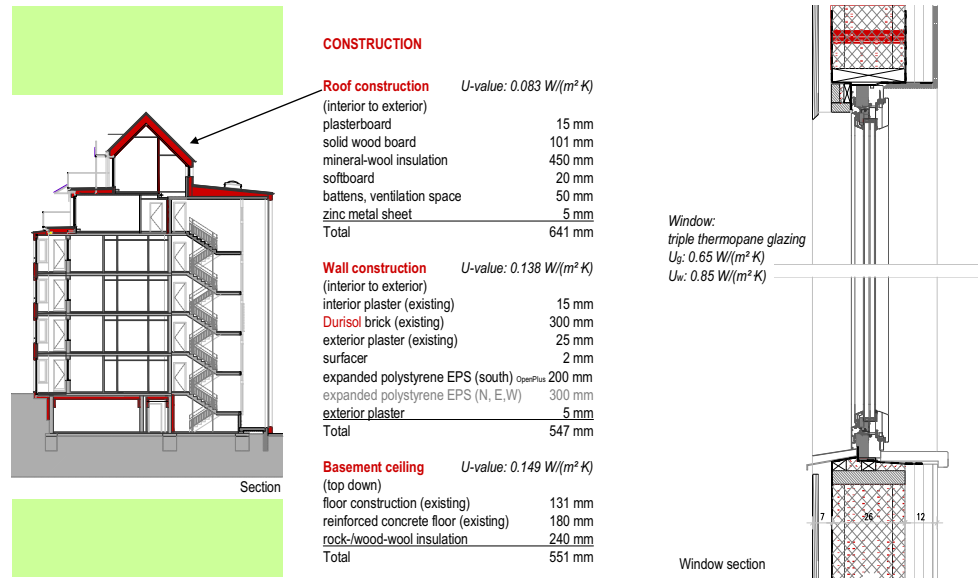 CONSTRUCTION
Roof construction U-value: 0.083 W/(m² K)
(interior to exterior)
plasterboard 15 mm
solid wood board 101 mm
mineral-wool insulation 450 mm
softboard 20 mm
battens, ventilation space 50 mm
zinc metal sheet 5 mm
Total 641 mm
Wall construction U-value: 0.138 W/(m² K)
(interior to exterior)
interior plaster (existing) 15 mm
Durisol brick (existing) 300 mm
exterior plaster (existing) 25 mm
surfacer 2 mm
expanded polystyrene EPS (south) OpenPlus 200 mm
expanded polystyrene EPS (N, E,W) 300 mm
exterior plaster 5 mm
Total 547 mm
Basement ceiling U-value: 0.149 W/(m² K)
(top down)
floor construction (existing) 131 mm
reinforced concrete floor (existing) 180 mm
rock-/wood-wool insulation 240 mm
Total 551 mm
Section
Window:
triple thermopane glazing
Ug: 0.65 W/(m² K)
Uw: 0.85 W/(m² K)
7 26 12
Window section